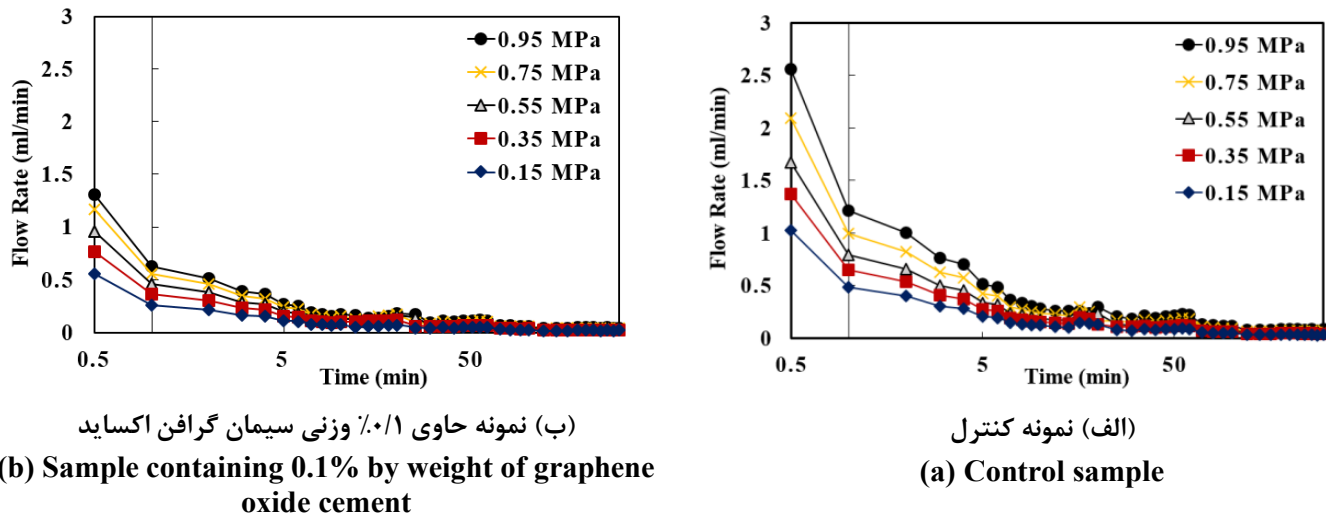 3
2.5
2
1.5
1
0.5
0
0.5
5
50
Flow Rate (ml/min)
Time (min)
0.95 MPa
0.75 MPa
0.55 MPa
0.35 MPa
0.15 MPa
(ب) نمونه حاوی ۰/۱٪ وزنی سیمان گرافن اکساید
(b) Sample containing 0.1% by weight of graphene
oxide cement
3
2.5
2
1.5
1
0.5
0
0.5
5
50
Flow Rate (ml/min)
Time (min)
0.95 MPa
0.75 MPa
0.55 MPa
0.35 MPa
0.15 MPa
(الف) نمونه کنترل
(a) Control sample